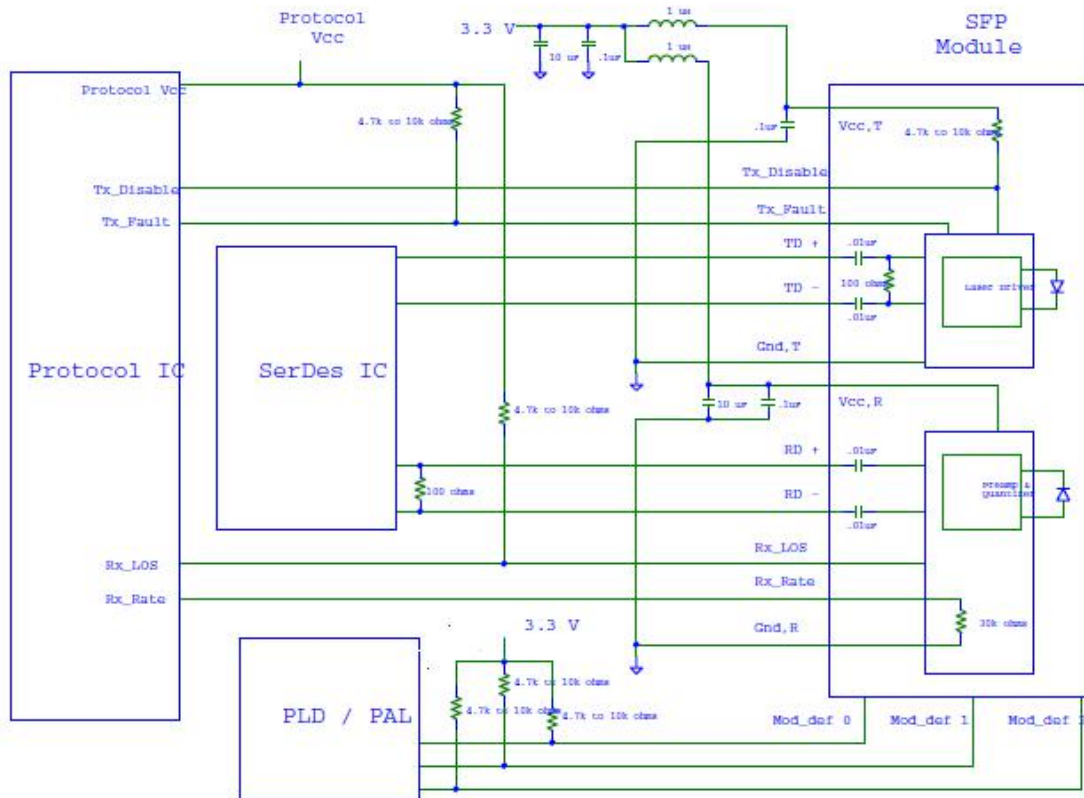 Protocol
Vcc
3.3 V
1 uH
1 uH
10 uF
.1uF
SFP
Module
Protocol Vcc
4.7k to 10k ohms
.1uF
Vcc,T
4.7k to 10k ohms
Tx_Disable
Tx_Disable
Tx_Fault
Tx_Fault
TD +
.01uF
100 ohms
Laser Driver
TD -
.01uF
Gnd,T
Protocol IC
SerDes IC
10 uF
.1uF
Vcc,R
4.7k to 10k ohms
RD +
.01uF
100 ohms
Preamp &
Quantizer
RD -
.01uF
Rx_LOS
Rx_LOS
Rx_Rate
Rx_Rate
3.3 V
Gnd,R
30k ohms
4.7k to 10k ohms
4.7k to 10k ohms
4.7k to 10k ohms
PLD / PAL
Mod_def 0
Mod_def 1
Mod_def